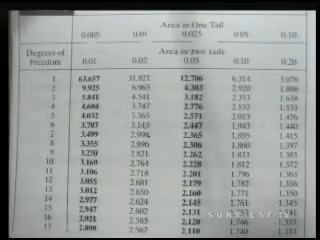 Area in One Tail
0.005 0.01 0.025 0.05 0.10
Degrees of Freedom Area in two tails
0.01 0.02 0.05 0.10 0.20
1 63.657 31.821 12.706 6.314 3.078
2 9.925 6.965 4.303 2.920 1.886
3 5.841 4.541 3.182 2.353 1.638
4 4.604 3.747 2.776 2.132 1.533
5 4.032 3.365 2.571 2.015 1.476
6 3.707 3.143 2.447 1.943 1.440
7 3.499 2.998 2.365 1.895 1.415
8 3.355 2.896 2.306 1.860 1.397
9 3.250 2.821 2.262 1.833 1.383
10 3.169 2.764 2.228 1.812 1.372
11 3.106 2.718 2.201 1.796 1.363
12 3.055 2.681 2.179 1.782 1.356
13 3.012 2.650 2.160 1.771 1.350
14 2.977 2.624 2.145 1.761 1.345
15 2.947 2.602 2.131
16 2.921 2.583 2.120 1.746 1.337
17 2.898 2.567 2.110 1.740